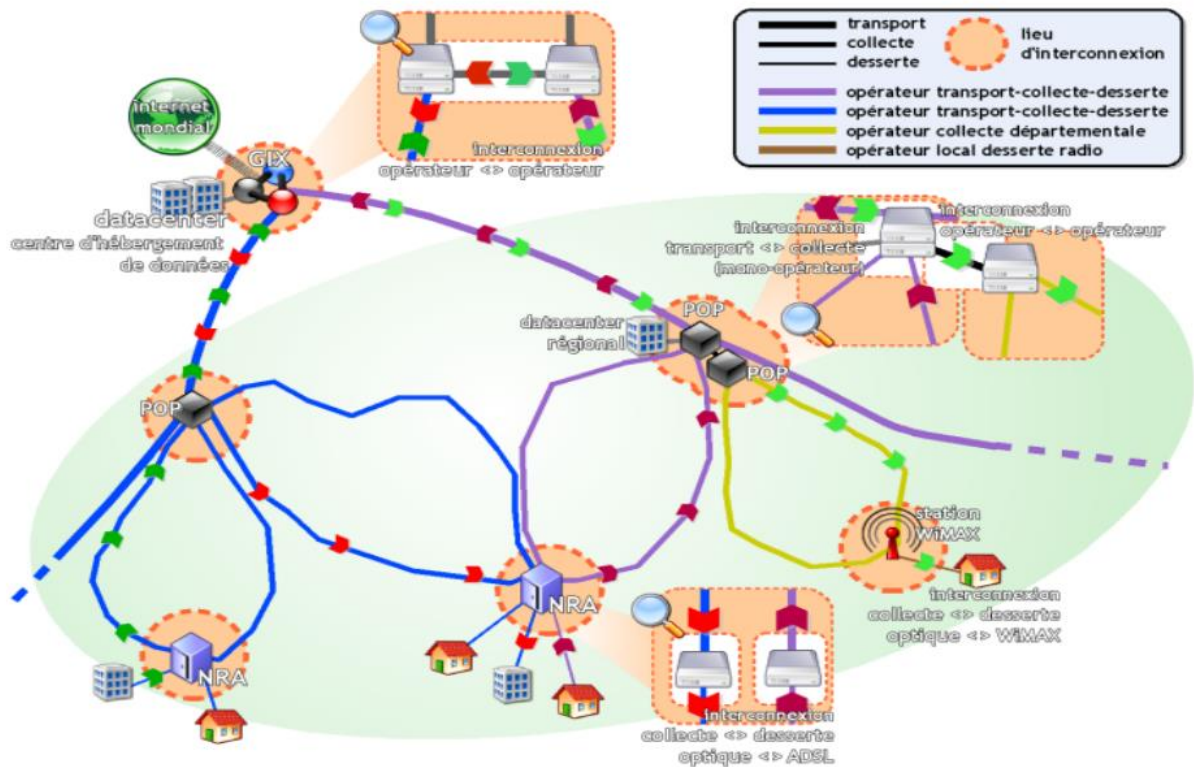 transport
collecte
desserte
lieu
d'interconnexion
opérateur transport-collecte-desserte
opérateur transport-collecte-desserte
opérateur collecte départementale
opérateur local desserte radio
internet
mondial
GIX
interconnexion
opérateur <> opérateur
datacenter
centre d'hébergement
de données
interconnexion
transport <> collecte
(mono-opérateur)
interconnexion
opérateur <> opérateur
POP
datacenter
régional
POP
POP
station
WiMAX
interconnexion
collecte <> desserte
optique <> WiMAX
NRA
NRA
interconnexion
collecte <> desserte
optique <> ADSL